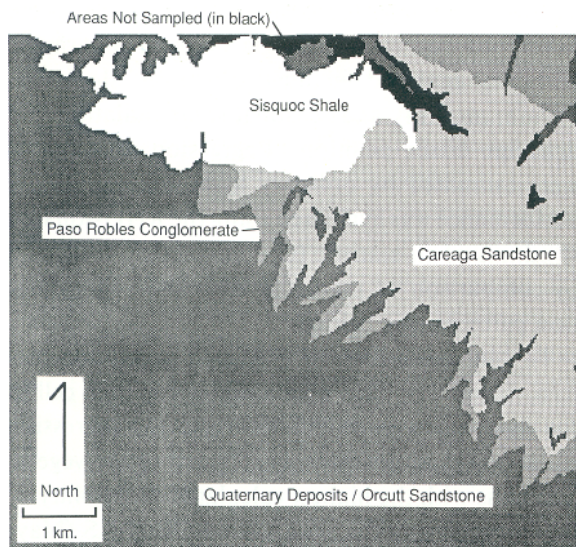 Areas Not Sampled (in black)
Sisquoc Shale
Paso Robles Conglomerate
Careaga Sandstone
North
1 km.
Quaternary Deposits / Orcutt Sandstone